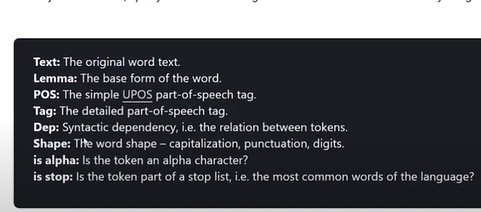 Text: The original word text.
Lemma: The base form of the word.
POS: The simple UPOS part-of-speech tag.
Tag: The detailed part-of-speech tag.
Dep: Syntactic dependency, i.e. the relation between tokens.
Shape: The word shape – capitalization, punctuation, digits.
is alpha: Is the token an alpha character?
is stop: Is the token part of a stop list, i.e. the most common words of the language?